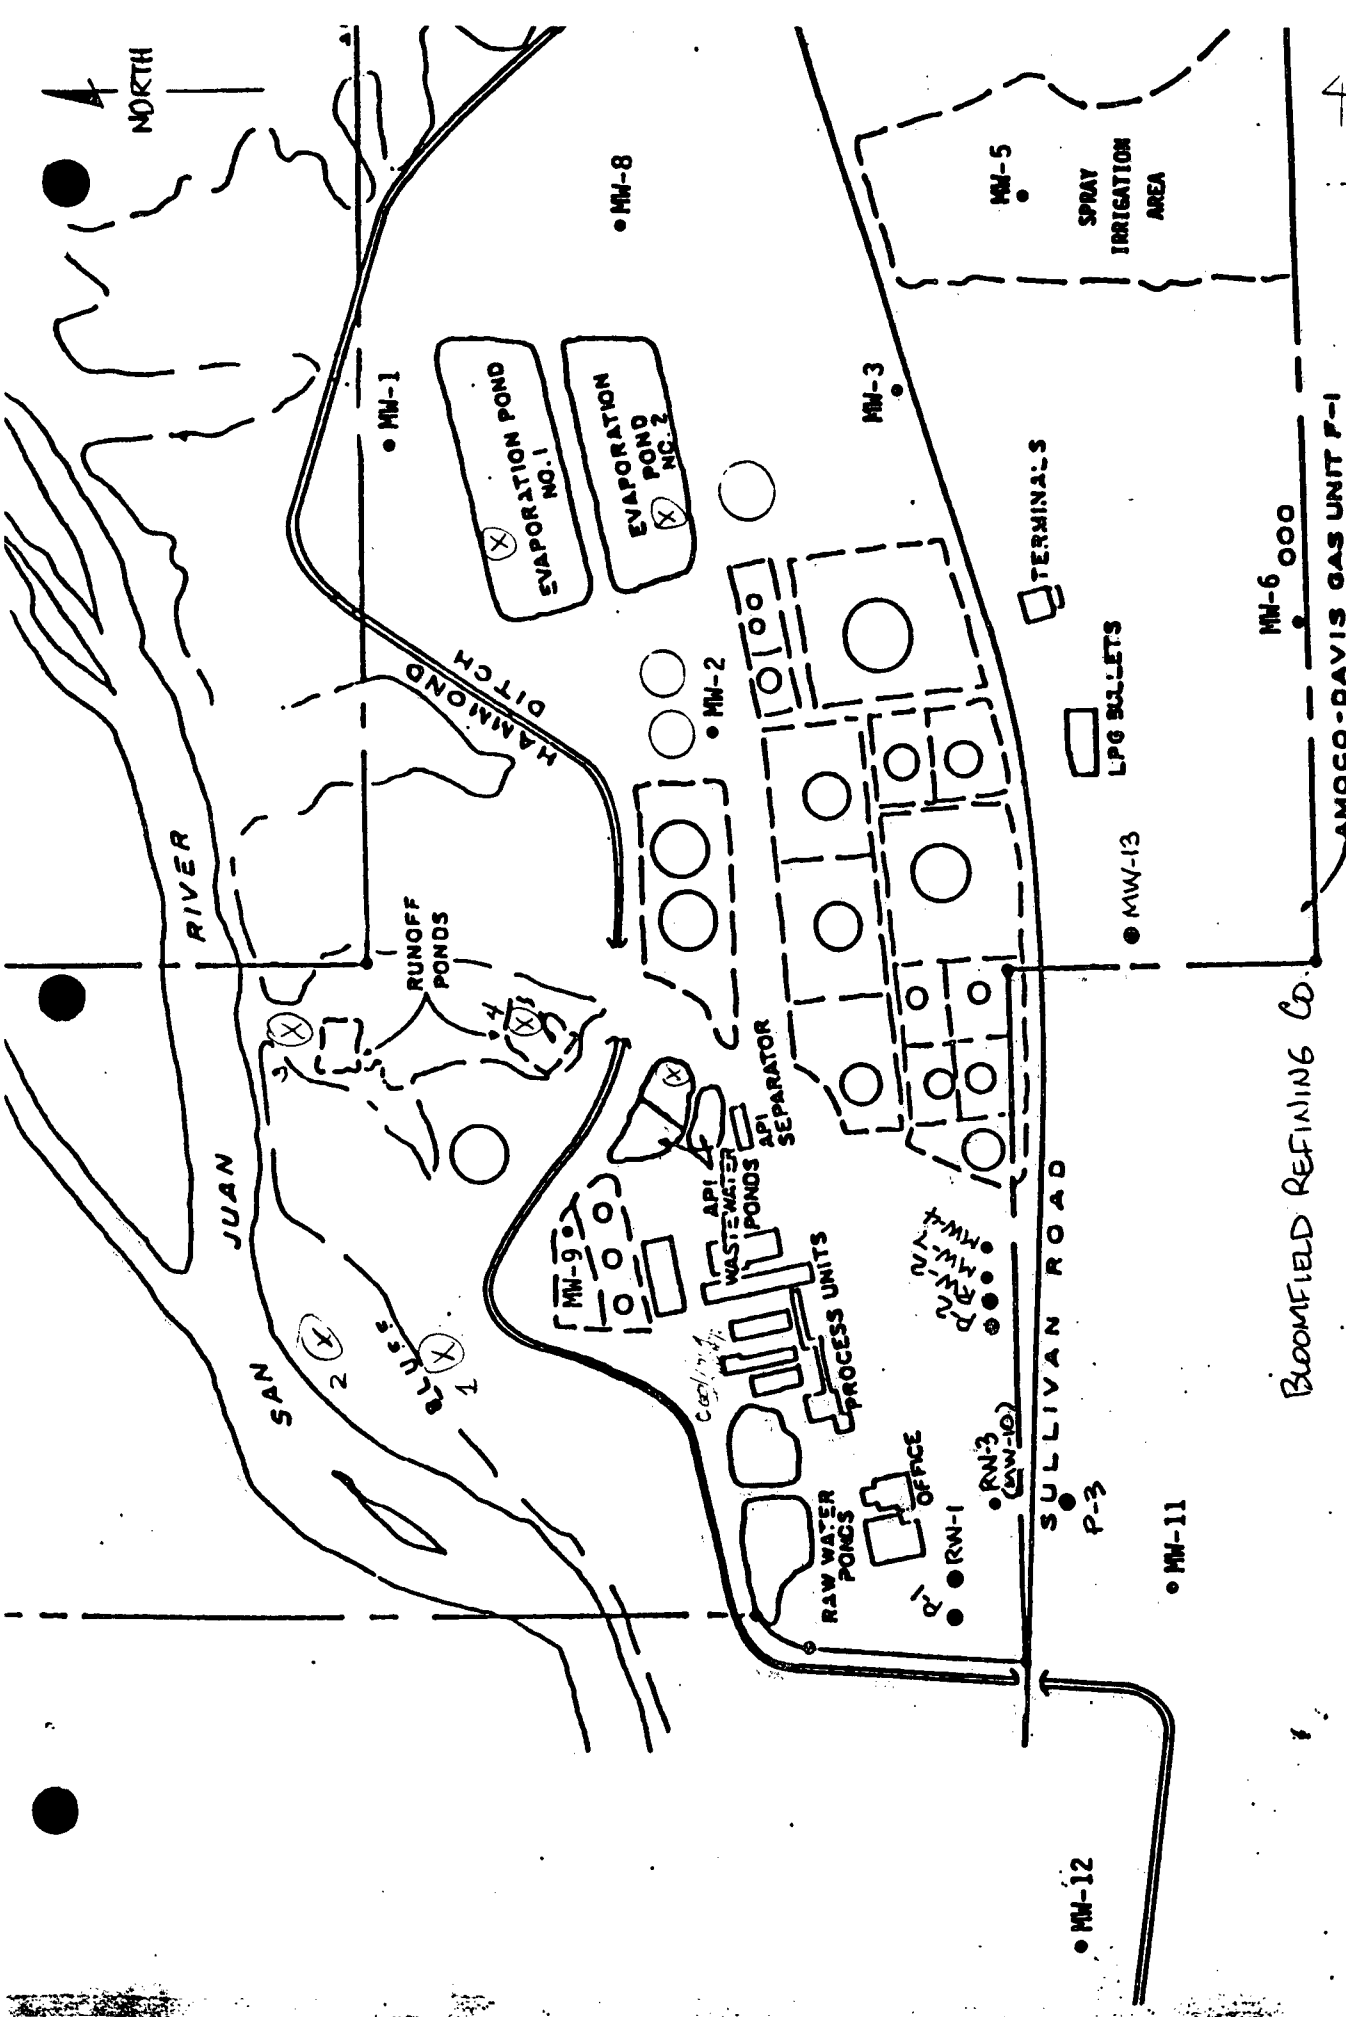 NORTH
MW-8
MW-5
SPRAY
IRRIGATION
AREA
MW-1
EVAPORATION POND
NO. 1
EVAPORATION
POND
NO. 2
MW-3
TERMINALS
MW-6
AMOCO-DAVIS GAS UNIT F-1
HAMMOND
DITCH
MW-2
LPG BULLETS
MW-13
SAN JUAN RIVER
RUNOFF
PONDS
3
4
2
1
BLUFF
API
SEPARATOR
API
WASTEWATER
PONDS
MW-9
PROCESS UNITS
RAW WATER
PONDS
OFFICE
MW-4
P-2
RW-3
(MW-10)
RW-1
P-1
SULLIVAN ROAD
P-3
MW-11
MW-12
BLOOMFIELD REFINING CO.